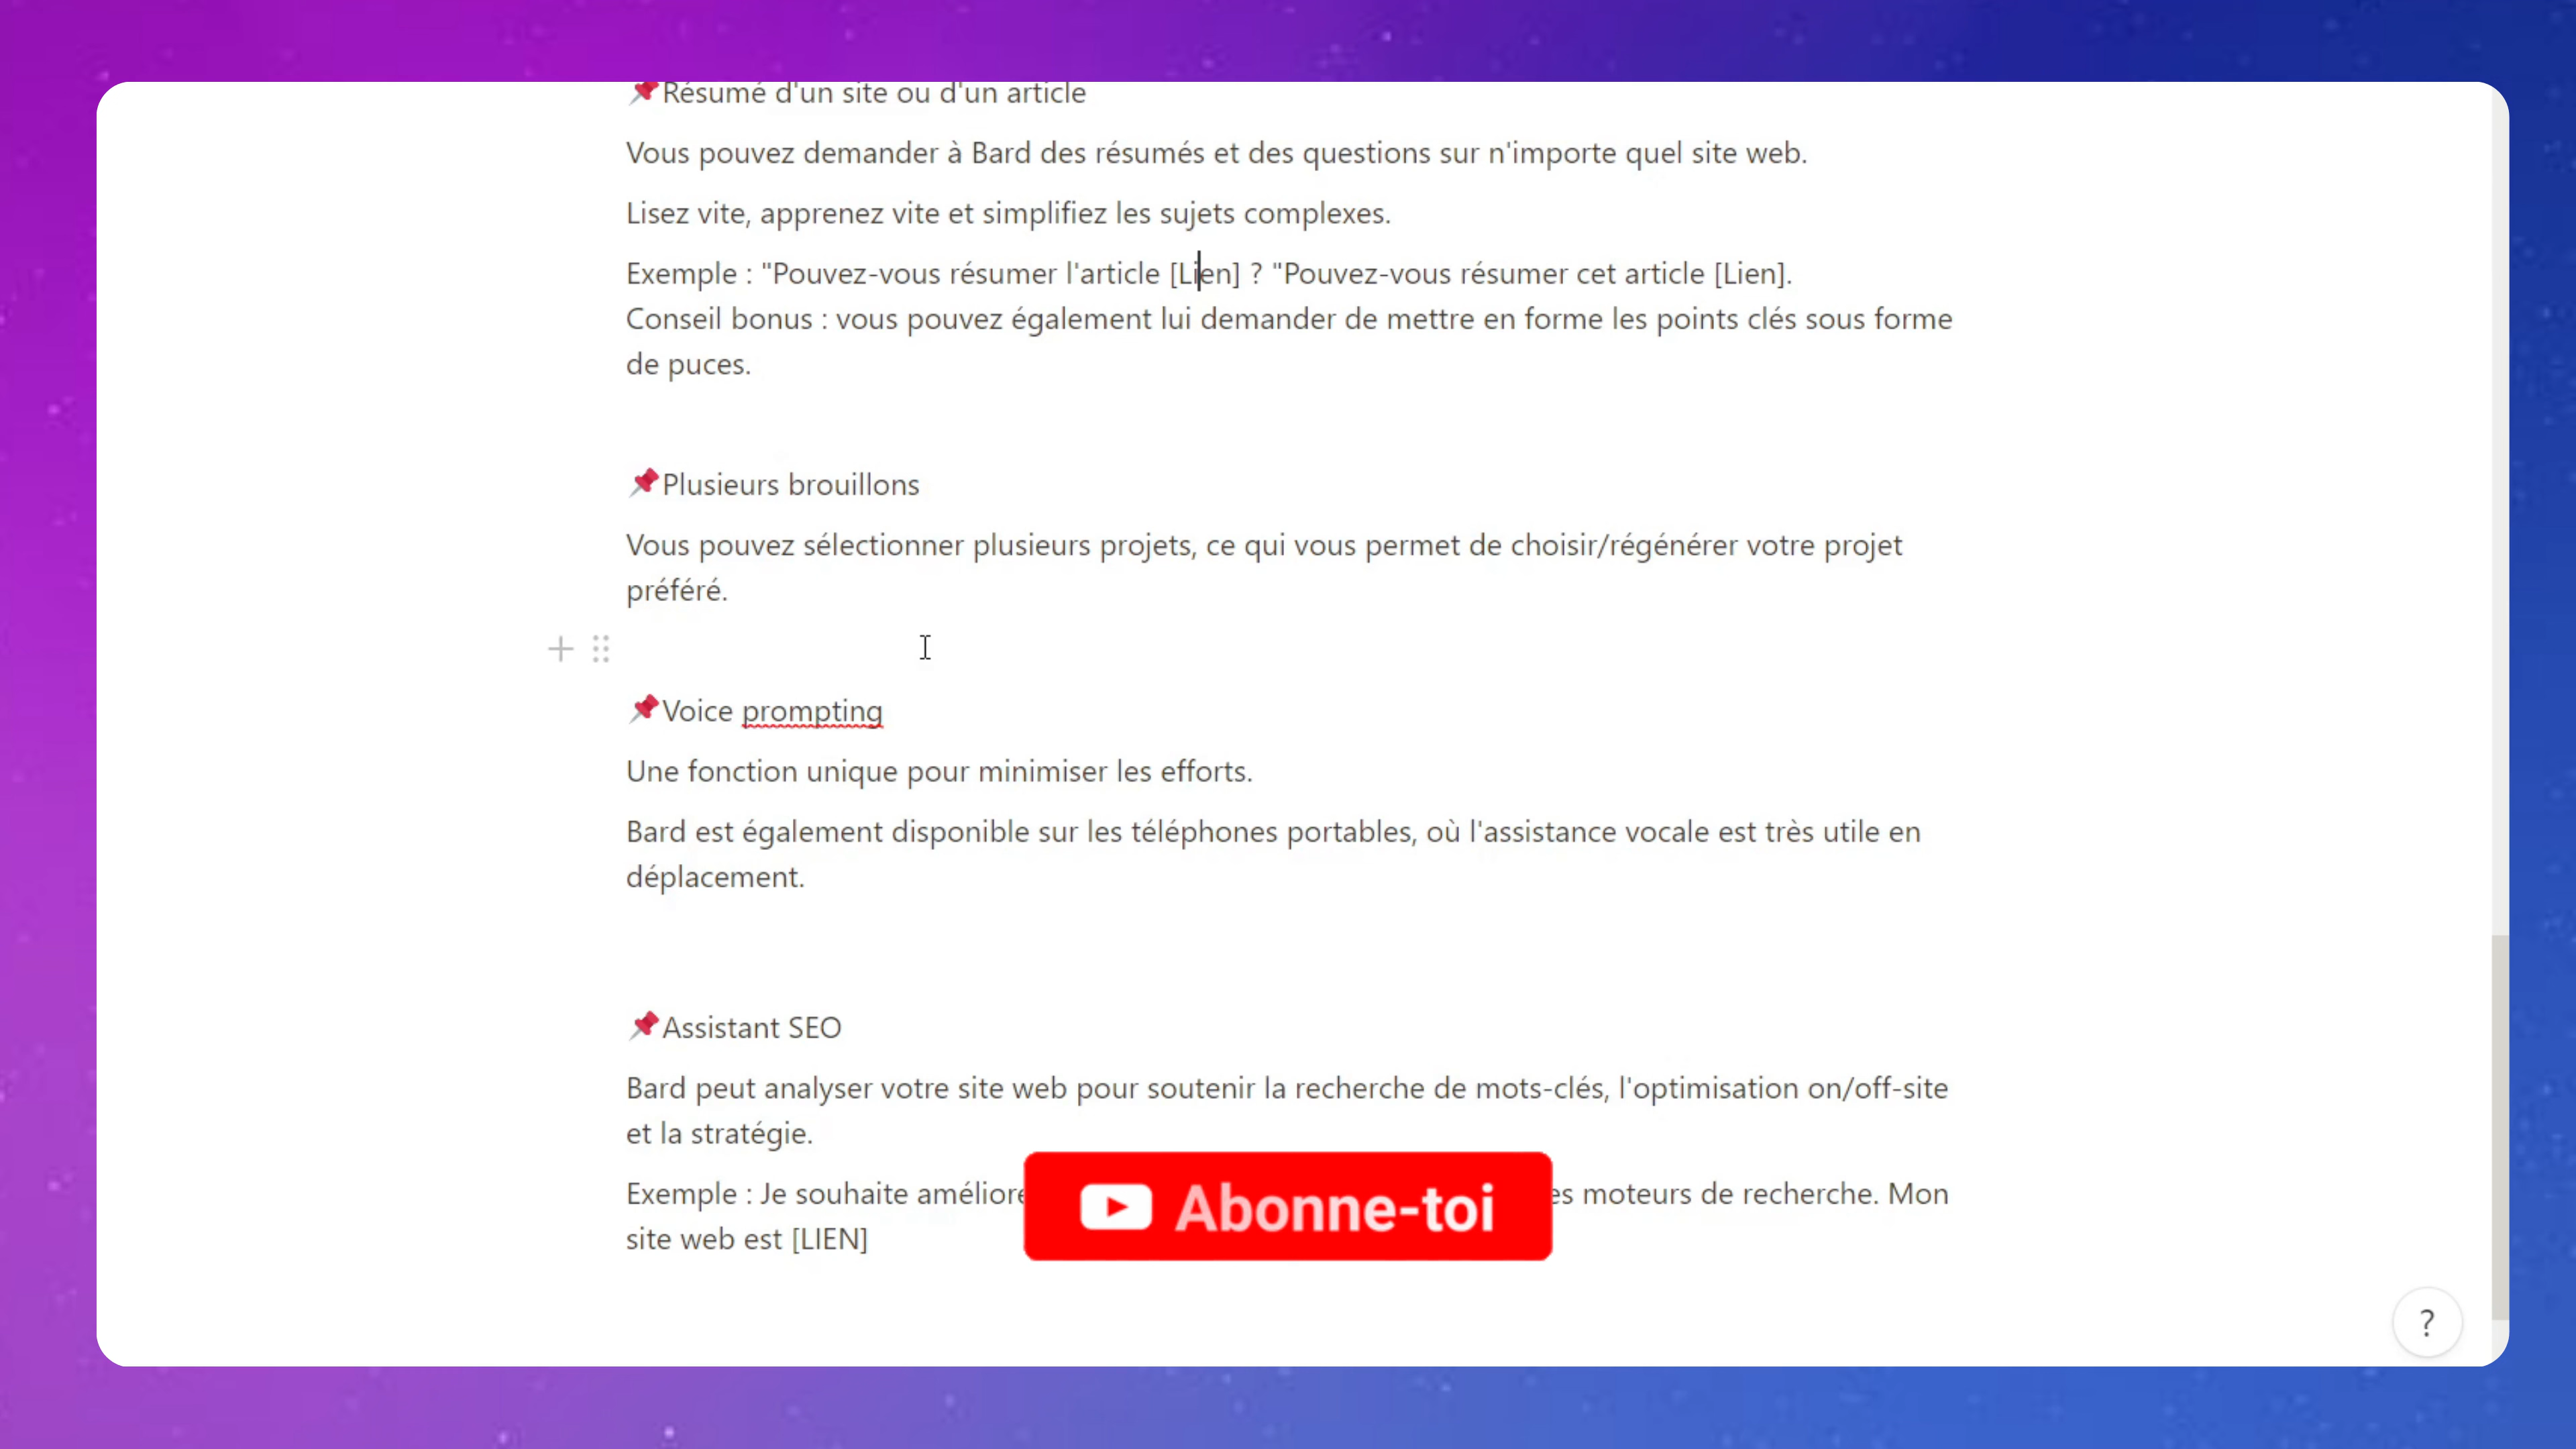 📌Résumé d'un site ou d'un article
Vous pouvez demander à Bard des résumés et des questions sur n'importe quel site web.
Lisez vite, apprenez vite et simplifiez les sujets complexes.
Exemple : "Pouvez-vous résumer l'article [Lien] ? "Pouvez-vous résumer cet article [Lien].
Conseil bonus : vous pouvez également lui demander de mettre en forme les points clés sous forme
de puces.
📌Plusieurs brouillons
Vous pouvez sélectionner plusieurs projets, ce qui vous permet de choisir/régénérer votre projet
préféré.
📌Voice prompting
Une fonction unique pour minimiser les efforts.
Bard est également disponible sur les téléphones portables, où l'assistance vocale est très utile en
déplacement.
📌Assistant SEO
Bard peut analyser votre site web pour soutenir la recherche de mots-clés, l'optimisation on/off-site
et la stratégie.
Exemple : Je souhaite moteurs de recherche. Mon
site web est [LIEN]
Abonne-toi
?